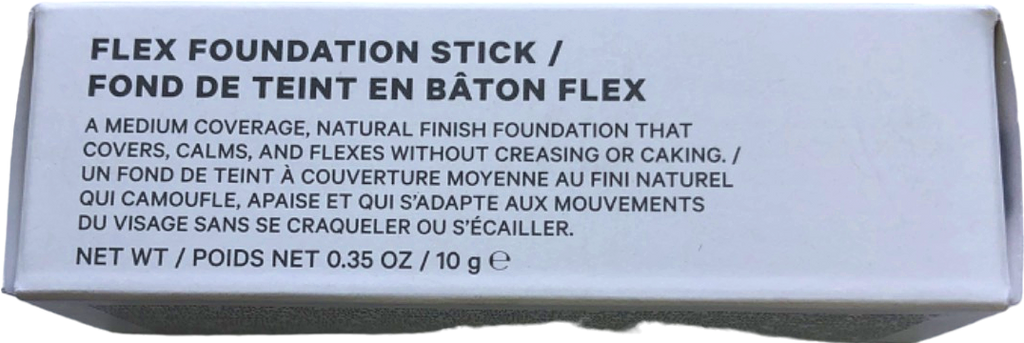 FLEX FOUNDATION STICK /
FOND DE TEINT EN BÂTON FLEX
A MEDIUM COVERAGE, NATURAL FINISH FOUNDATION THAT
COVERS, CALMS, AND FLEXES WITHOUT CREASING OR CAKING. /
UN FOND DE TEINT À COUVERTURE MOYENNE AU FINI NATUREL
QUI CAMOUFLE, APAISE ET QUI S'ADAPTE AUX MOUVEMENTS
DU VISAGE SANS SE CRAQUELER OU S'ÉCAILLER.
NET WT / POIDS NET 0.35 OZ / 10 g ℮